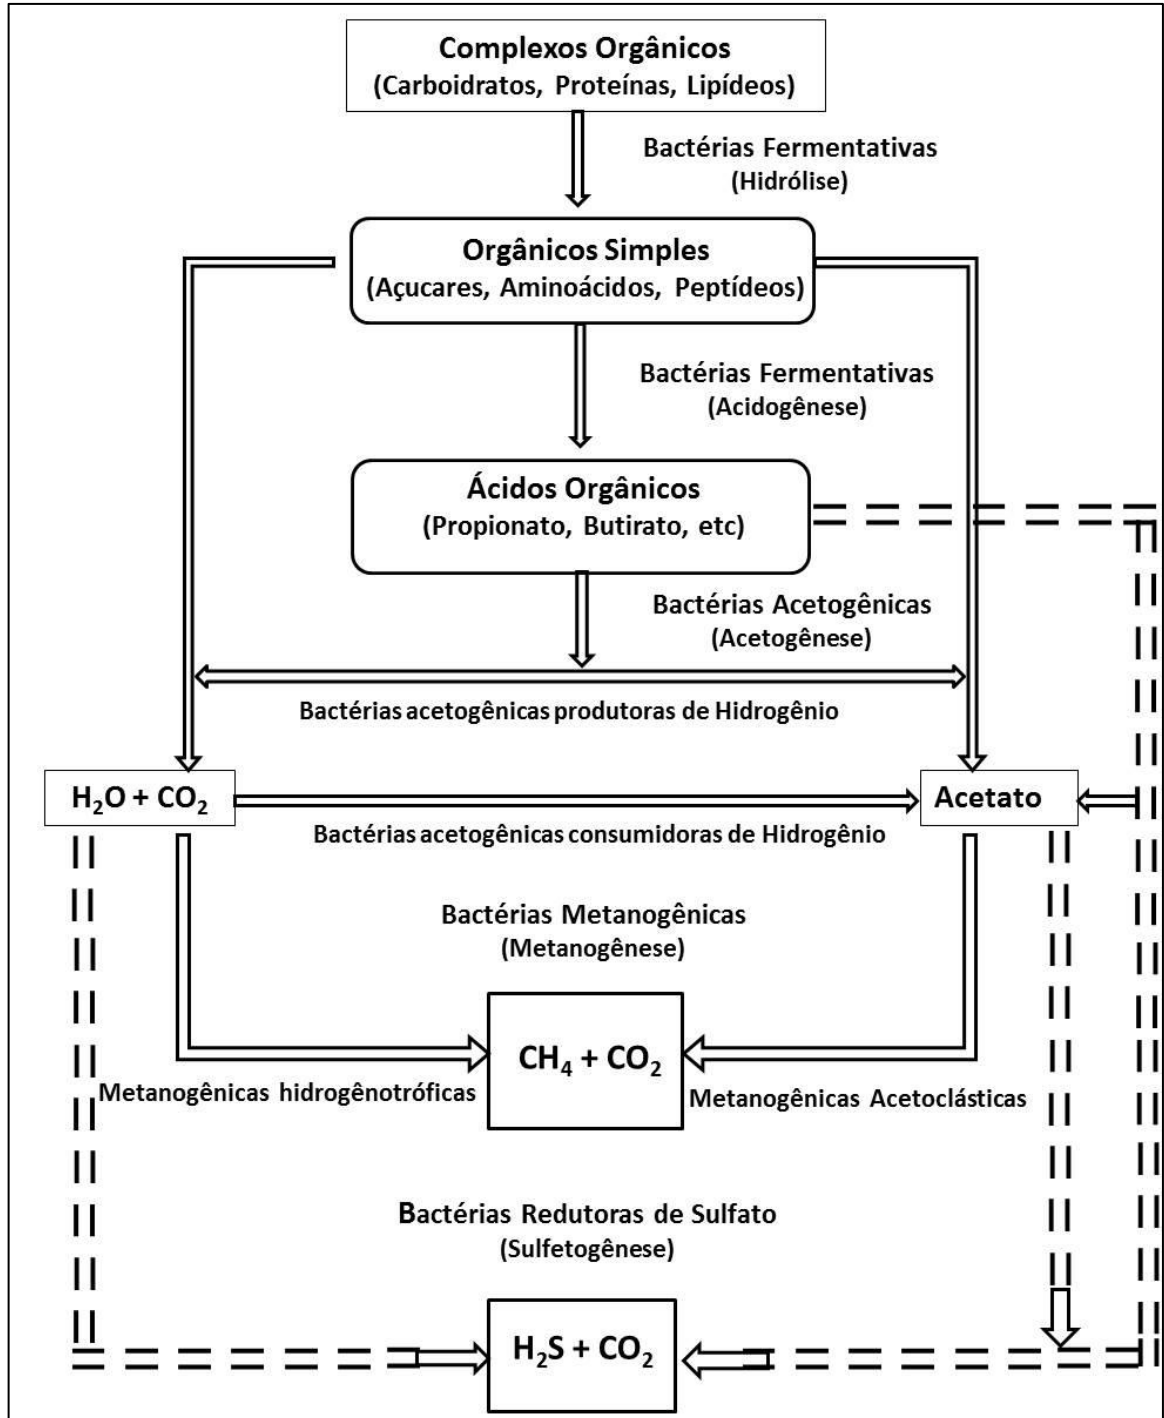 Complexos Orgânicos
(Carboidratos, Proteínas, Lipídeos)
Bactérias Fermentativas
(Hidrólise)
Orgânicos Simples
(Açucares, Aminoácidos, Peptídeos)
Bactérias Fermentativas
(Acidogênese)
Ácidos Orgânicos
(Propionato, Butirato, etc)
Bactérias Acetogênicas
(Acetogênese)
Bactérias acetogênicas produtoras de Hidrogênio
H₂O + CO₂
Acetato
Bactérias acetogênicas consumidoras de Hidrogênio
Bactérias Metanogênicas
(Metanogênese)
CH₄ + CO₂
Metanogênicas hidrogênotróficas
Metanogênicas Acetoclásticas
Bactérias Redutoras de Sulfato
(Sulfetogênese)
H₂S + CO₂